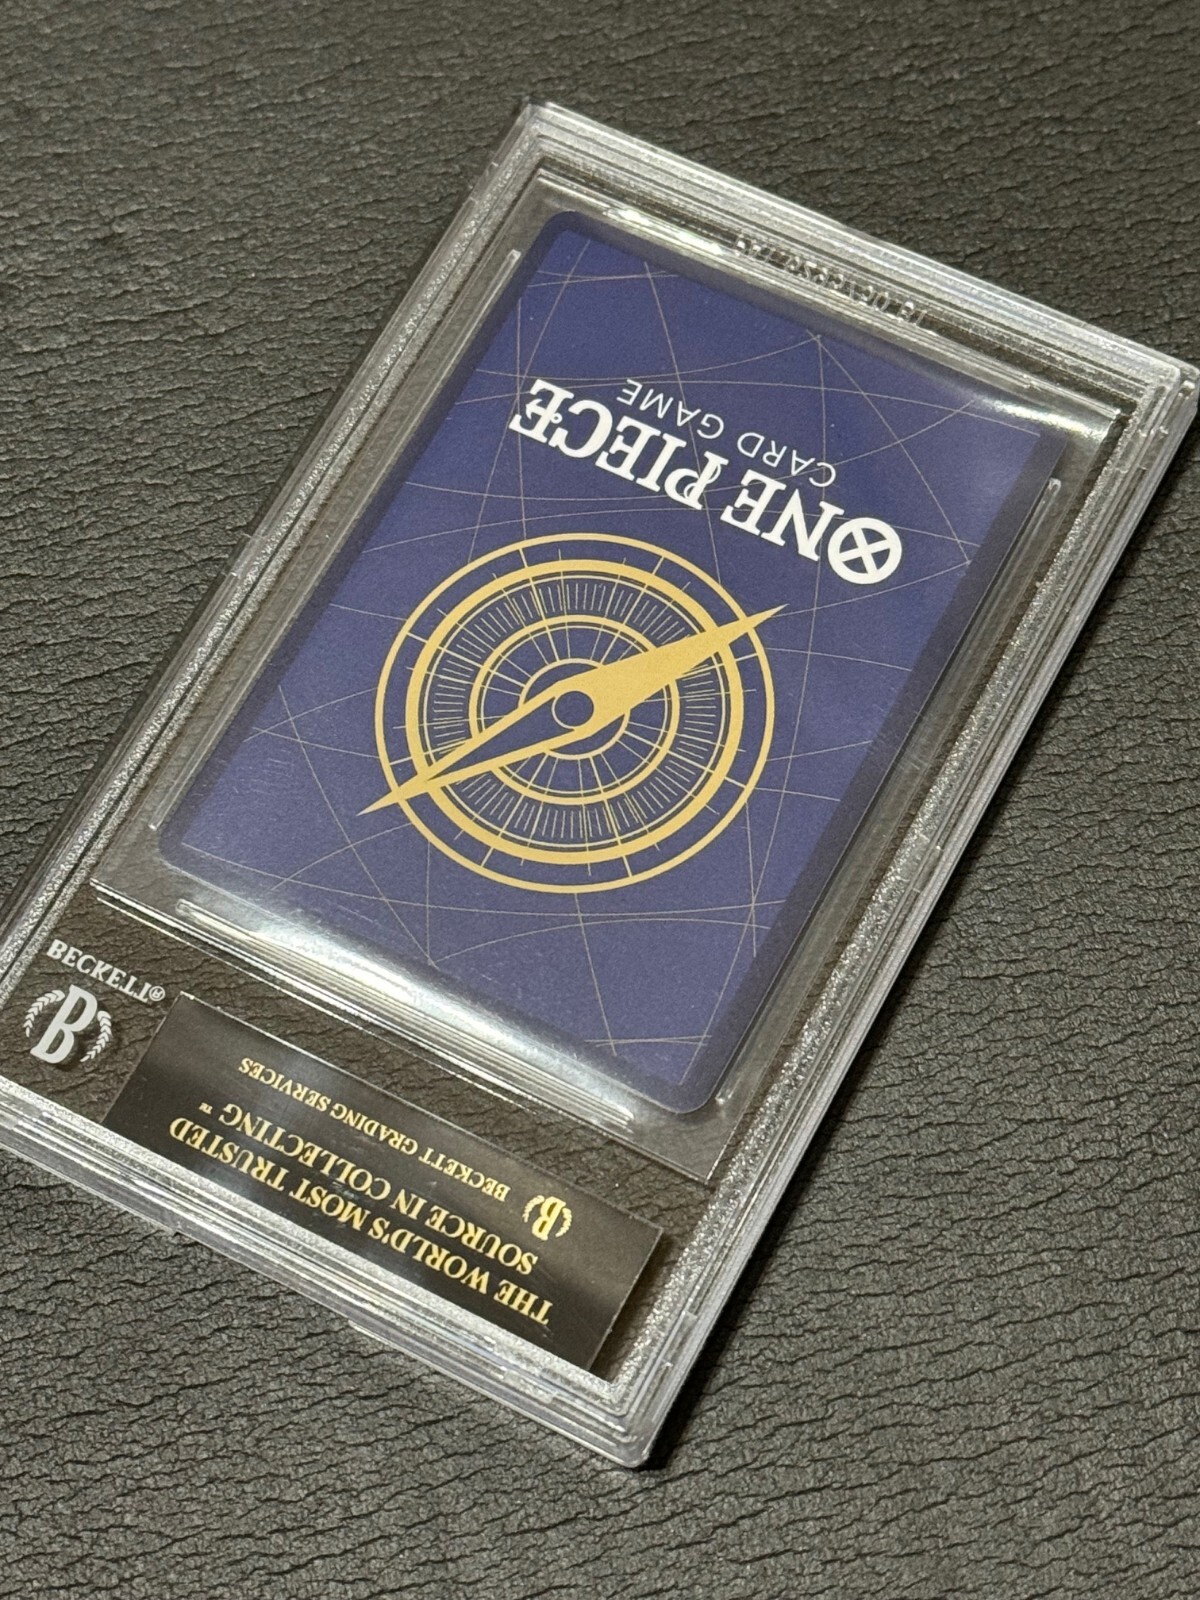 THE WORLD'S MOST TRUSTED
SOURCE IN COLLECTING™
B BECKETT GRADING SERVICES
BECKETT®
B
ONE PIECE
CARD GAME